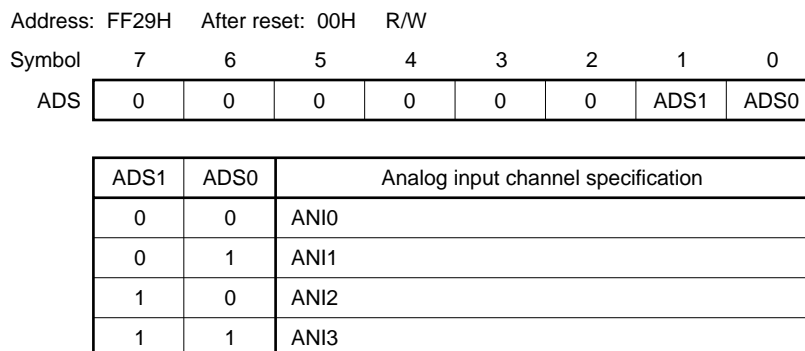 Address: FF29H After reset: 00H R/W
Symbol 7 6 5 4 3 2 1 0
ADS 0 0 0 0 0 0 ADS1 ADS0
ADS1 ADS0 Analog input channel specification
0 0 ANI0
0 1 ANI1
1 0 ANI2
1 1 ANI3